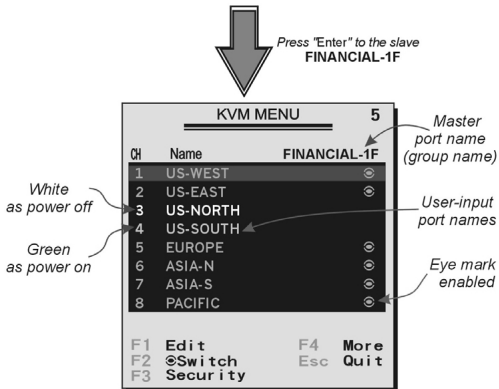 Press "Enter" to the slave
FINANCIAL-1F
KVM MENU 5
Master
port name
(group name)
CH Name FINANCIAL-1F
1 US-WEST
2 US-EAST
3 US-NORTH
4 US-SOUTH
5 EUROPE
6 ASIA-N
7 ASIA-S
8 PACIFIC
White
as power off
Green
as power on
User-input
port names
Eye mark
enabled
F1 Edit F4 More
F2 Switch Esc Quit
F3 Security